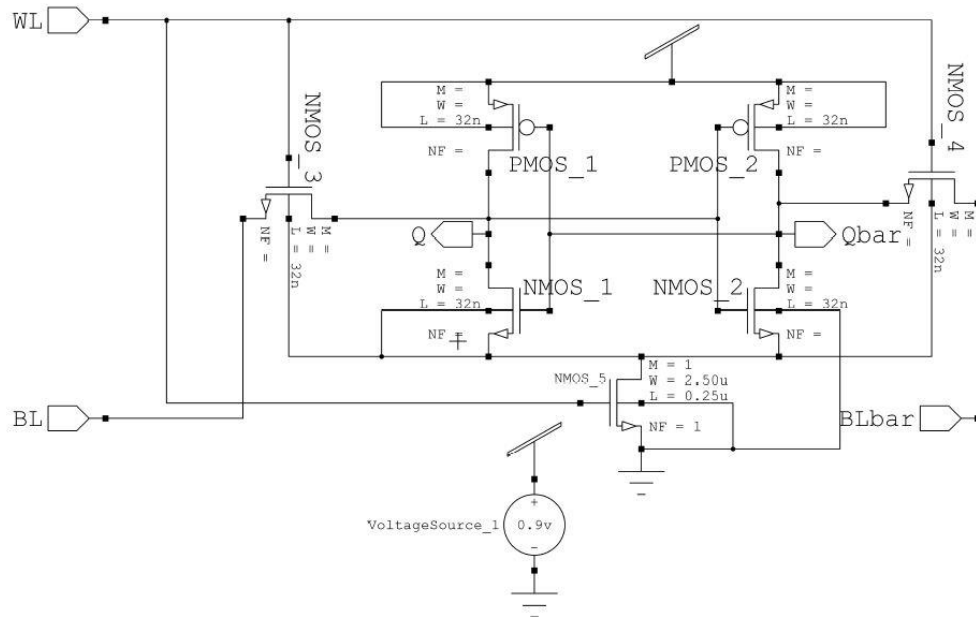 WL
NMOS_3
M =
W =
L = 32n
NF =
PMOS_1
M =
W =
L = 32n
NF =
PMOS_2
NMOS_4
NF =
L = 32n
W =
M =
Q
Qbar
NF =
L = 32n
W =
M =
M =
W =
L = 32n
NF =
NMOS_1
M =
W =
L = 32n
NF =
NMOS_2
NMOS_5
M = 1
W = 2.50u
L = 0.25u
NF = 1
BL
BLbar
VoltageSource_1
+
0.9v
-